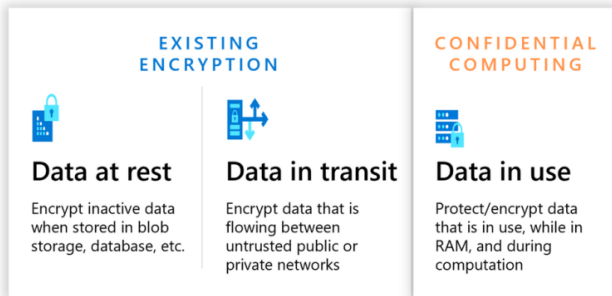 EXISTING
ENCRYPTION
Data at rest
Encrypt inactive data
when stored in blob
storage, database, etc.
Data in transit
Encrypt data that is
flowing between
untrusted public or
private networks
CONFIDENTIAL
COMPUTING
Data in use
Protect/encrypt data
that is in use, while in
RAM, and during
computation